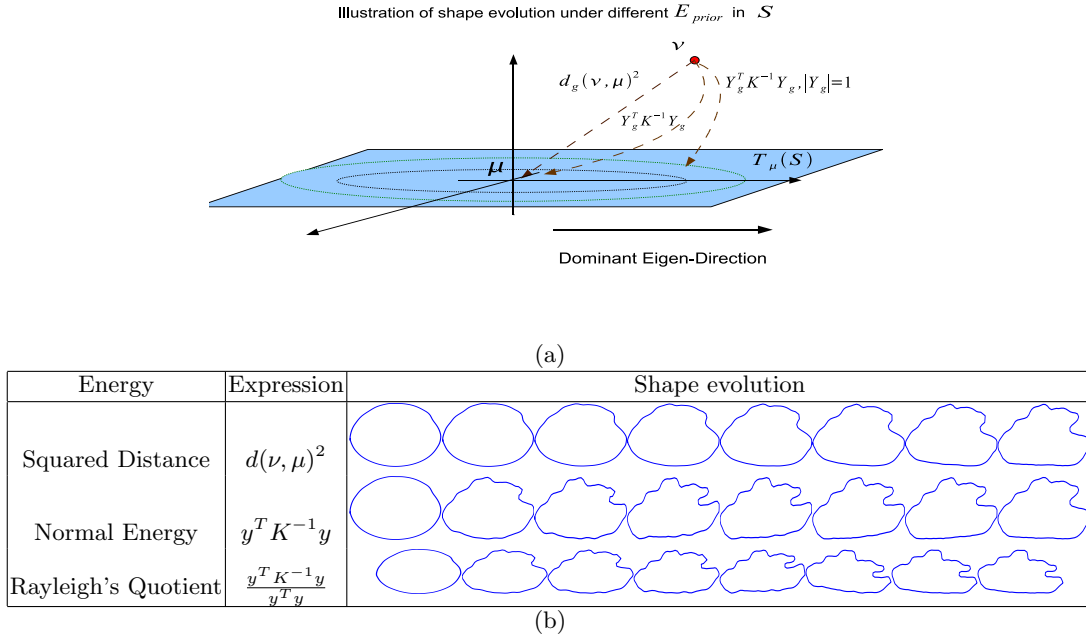 Illustration of shape evolution under different E_prior in S
ν
d_g(ν,μ)^2
Y_g^T K^{-1} Y_g, |Y_g|=1
Y_g^T K^{-1} Y_g
T_μ(S)
μ
Dominant Eigen-Direction
(a)
Energy Expression Shape evolution
Squared Distance d(ν, μ)^2
Normal Energy y^T K^{-1} y
Rayleigh's Quotient \frac{y^T K^{-1} y}{y^T y}
(b)